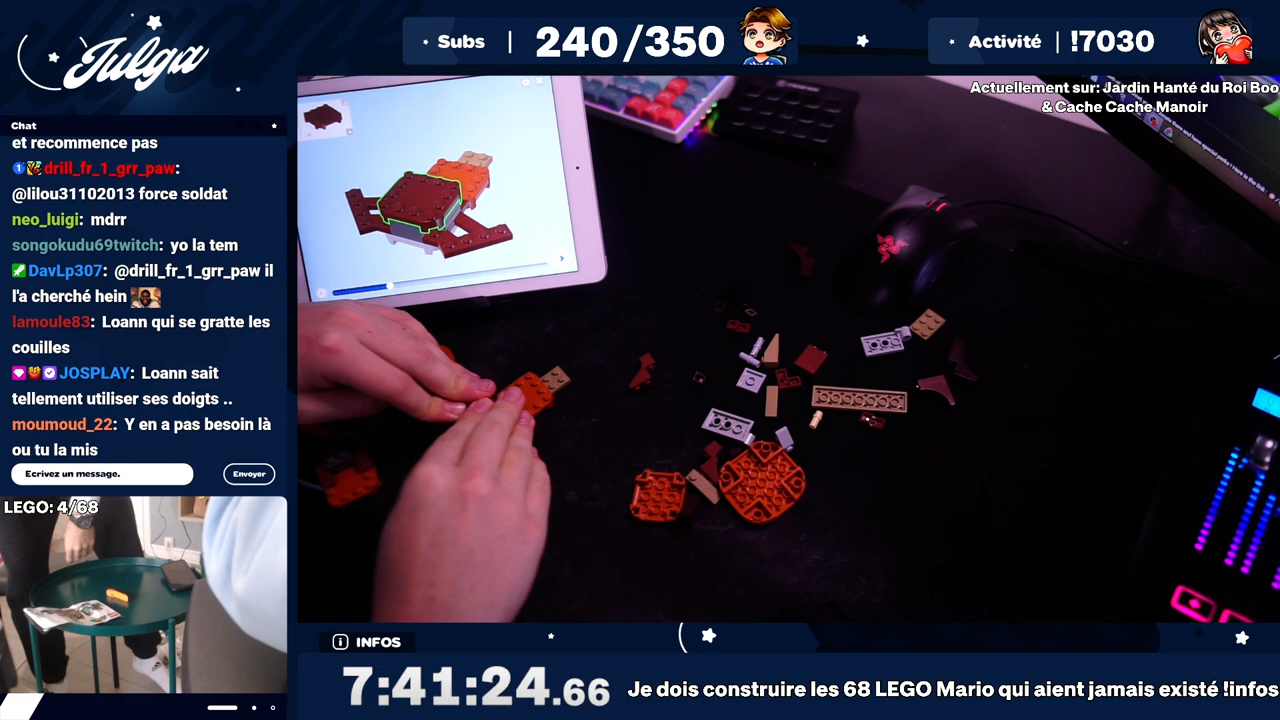 Julga
Subs | 240/350
Activité | !7030
Actuellement sur: Jardin Hanté du Roi Boo
& Cache Cache Manoir
Chat
et recommence pas
drill_fr_1_grr_paw:
@lilou31102013 force soldat
neo_luigi: mdrr
songokudu69twitch: yo la tem
DavLp307: @drill_fr_1_grr_paw il
l'a cherché hein
lamoule83: Loann qui se gratte les
couilles
JOSPLAY: Loann sait
tellement utiliser ses doigts ..
moumoud_22: Y en a pas besoin là
ou tu la mis
Ecrivez un message.
Envoyer
LEGO: 4/68
INFOS
7:41:24.66
Je dois construire les 68 LEGO Mario qui aient jamais existé !infos